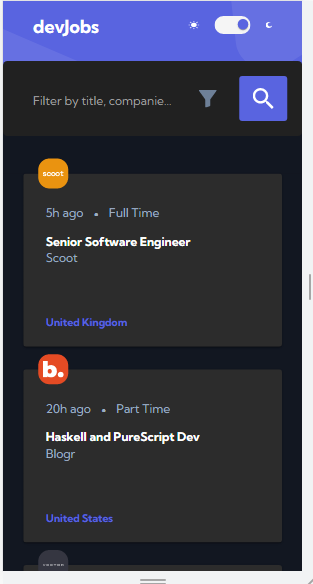 devJobs
Filter by title, companie...
scoot
5h ago • Full Time
Senior Software Engineer
Scoot
United Kingdom
b.
20h ago • Part Time
Haskell and PureScript Dev
Blogr
United States